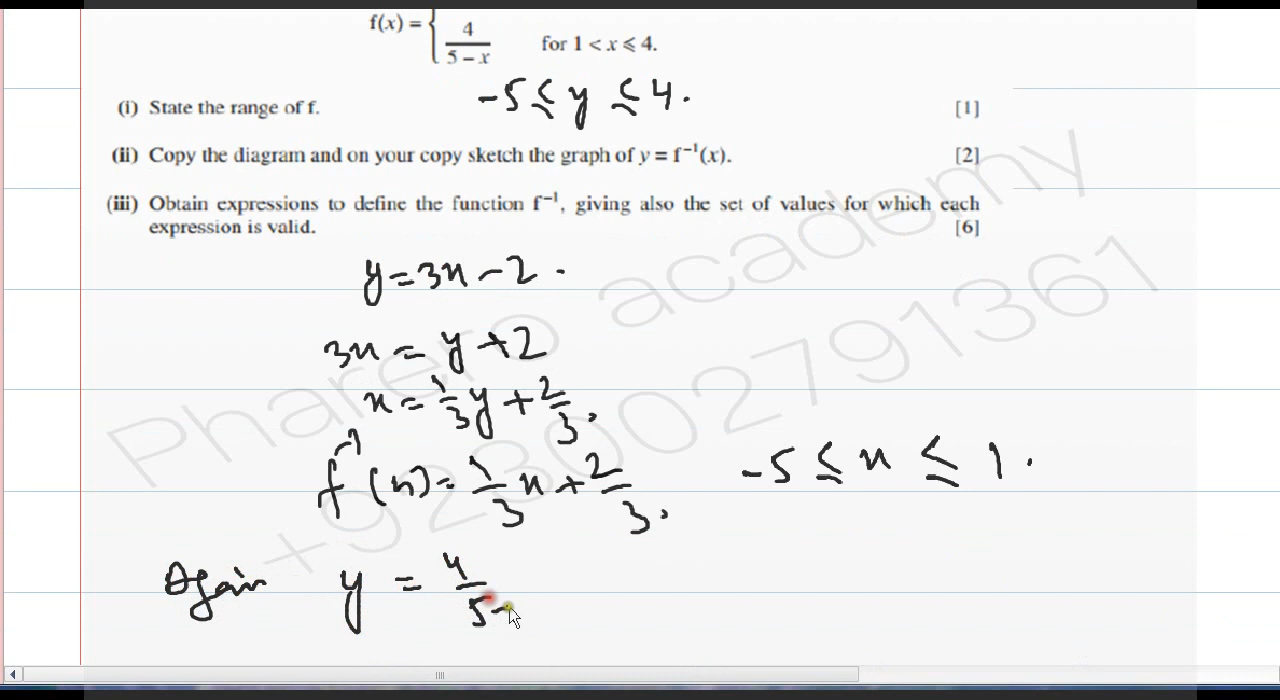 f(x) = { 4 / (5 − x) for 1 < x ⩽ 4.
-5 ≤ y ≤ 4.
(i) State the range of f. [1]
(ii) Copy the diagram and on your copy sketch the graph of y = f⁻¹(x). [2]
(iii) Obtain expressions to define the function f⁻¹, giving also the set of values for which each
expression is valid. [6]
y = 3x - 2.
3x = y + 2
x = 1/3 y + 2/3.
f⁻¹(x) = 1/3 x + 2/3. -5 ≤ x ≤ 1.
Again y = 4/5-
Pharero academy
+923002791361